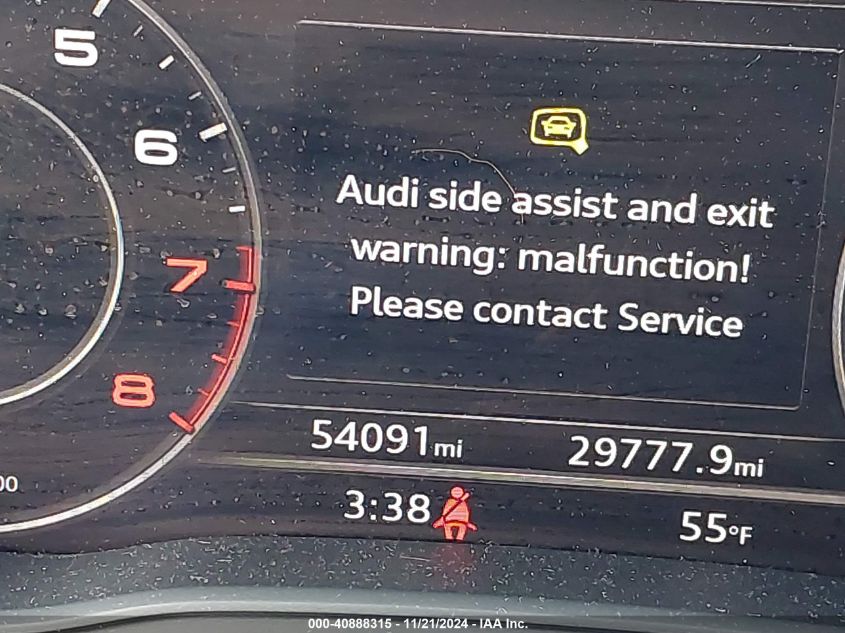 5
6
7
8
00
Audi side assist and exit
warning: malfunction!
Please contact Service
54091mi 29777.9mi
3:38 55°F
000-40888315 - 11/21/2024 - IAA Inc.